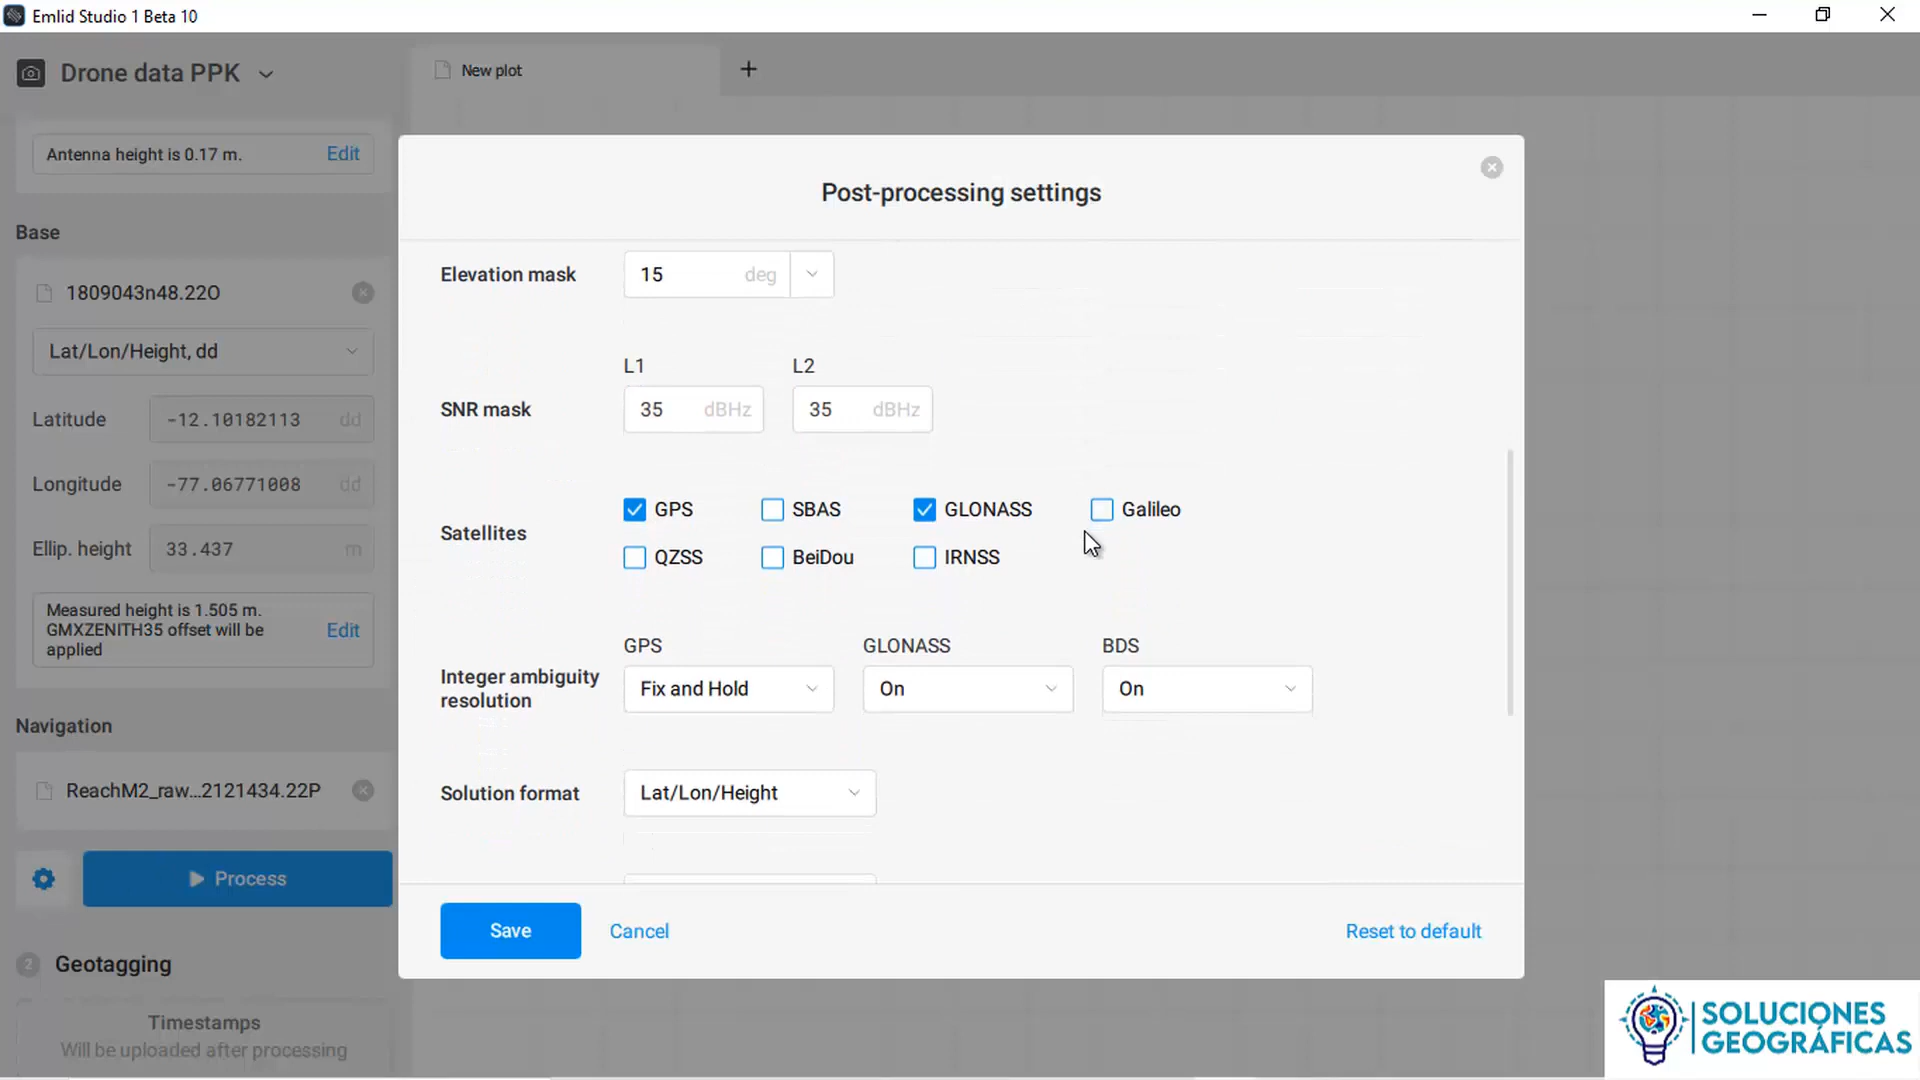 Emlid Studio 1 Beta 10
Drone data PPK
New plot
Antenna height is 0.17 m.
Edit
Base
1809043n48.22O
Lat/Lon/Height, dd
Latitude
-12.10182113 dd
Longitude
-77.06771008 dd
Ellip. height
33.437 m
Measured height is 1.505 m.
GMXZENITH35 offset will be
applied
Edit
Navigation
ReachM2_raw...2121434.22P
Process
2 Geotagging
Timestamps
Will be uploaded after processing
Post-processing settings
Elevation mask
15 deg
L1
L2
SNR mask
35 dBHz
35 dBHz
Satellites
GPS
SBAS
GLONASS
Galileo
QZSS
BeiDou
IRNSS
GPS
GLONASS
BDS
Integer ambiguity
resolution
Fix and Hold
On
On
Solution format
Lat/Lon/Height
Save
Cancel
Reset to default
SOLUCIONES
GEOGRÁFICAS